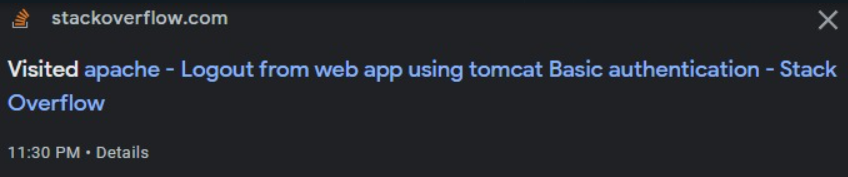 stackoverflow.com
Visited apache - Logout from web app using tomcat Basic authentication - Stack
Overflow
11:30 PM • Details